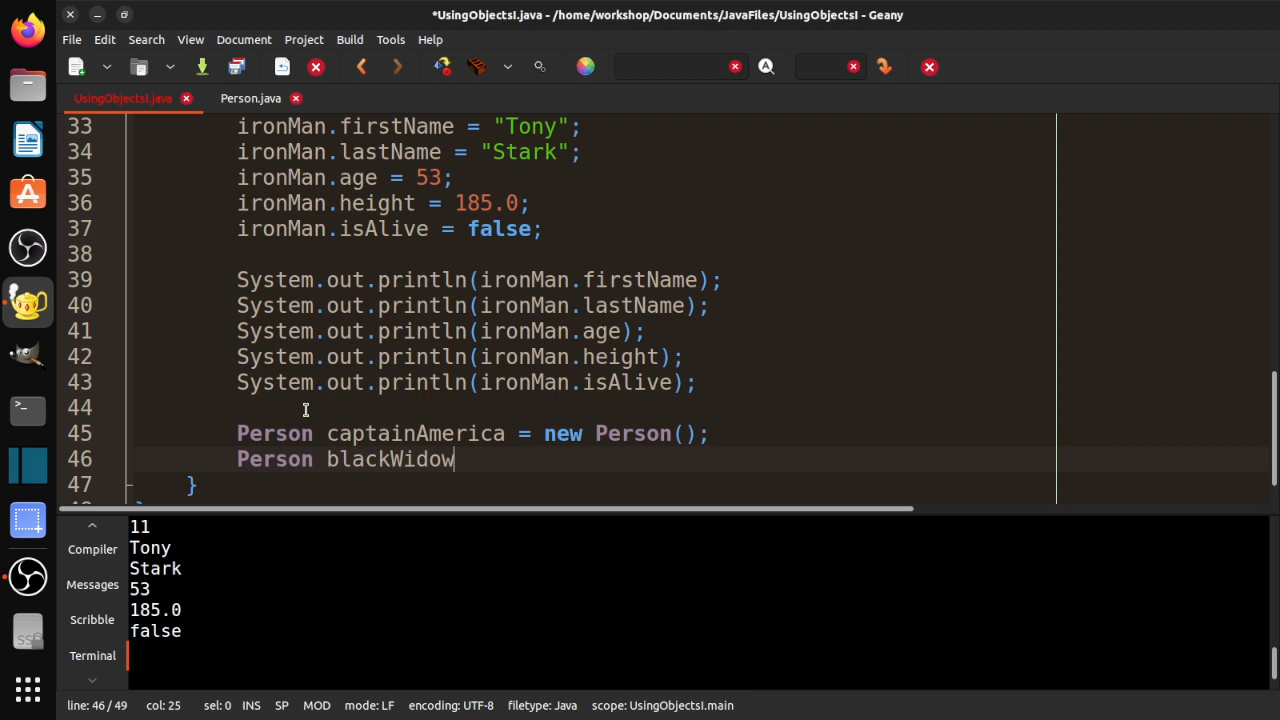 *UsingObjectsI.java - /home/workshop/Documents/JavaFiles/UsingObjectsI - Geany
File Edit Search View Document Project Build Tools Help
UsingObjectsI.java Person.java
33 ironMan.firstName = "Tony";
34 ironMan.lastName = "Stark";
35 ironMan.age = 53;
36 ironMan.height = 185.0;
37 ironMan.isAlive = false;
38
39 System.out.println(ironMan.firstName);
40 System.out.println(ironMan.lastName);
41 System.out.println(ironMan.age);
42 System.out.println(ironMan.height);
43 System.out.println(ironMan.isAlive);
44
45 Person captainAmerica = new Person();
46 Person blackWidow
47 }
Compiler
Messages
Scribble
Terminal
11
Tony
Stark
53
185.0
false
line: 46 / 49 col: 25 sel: 0 INS SP MOD mode: LF encoding: UTF-8 filetype: Java scope: UsingObjectsI.main